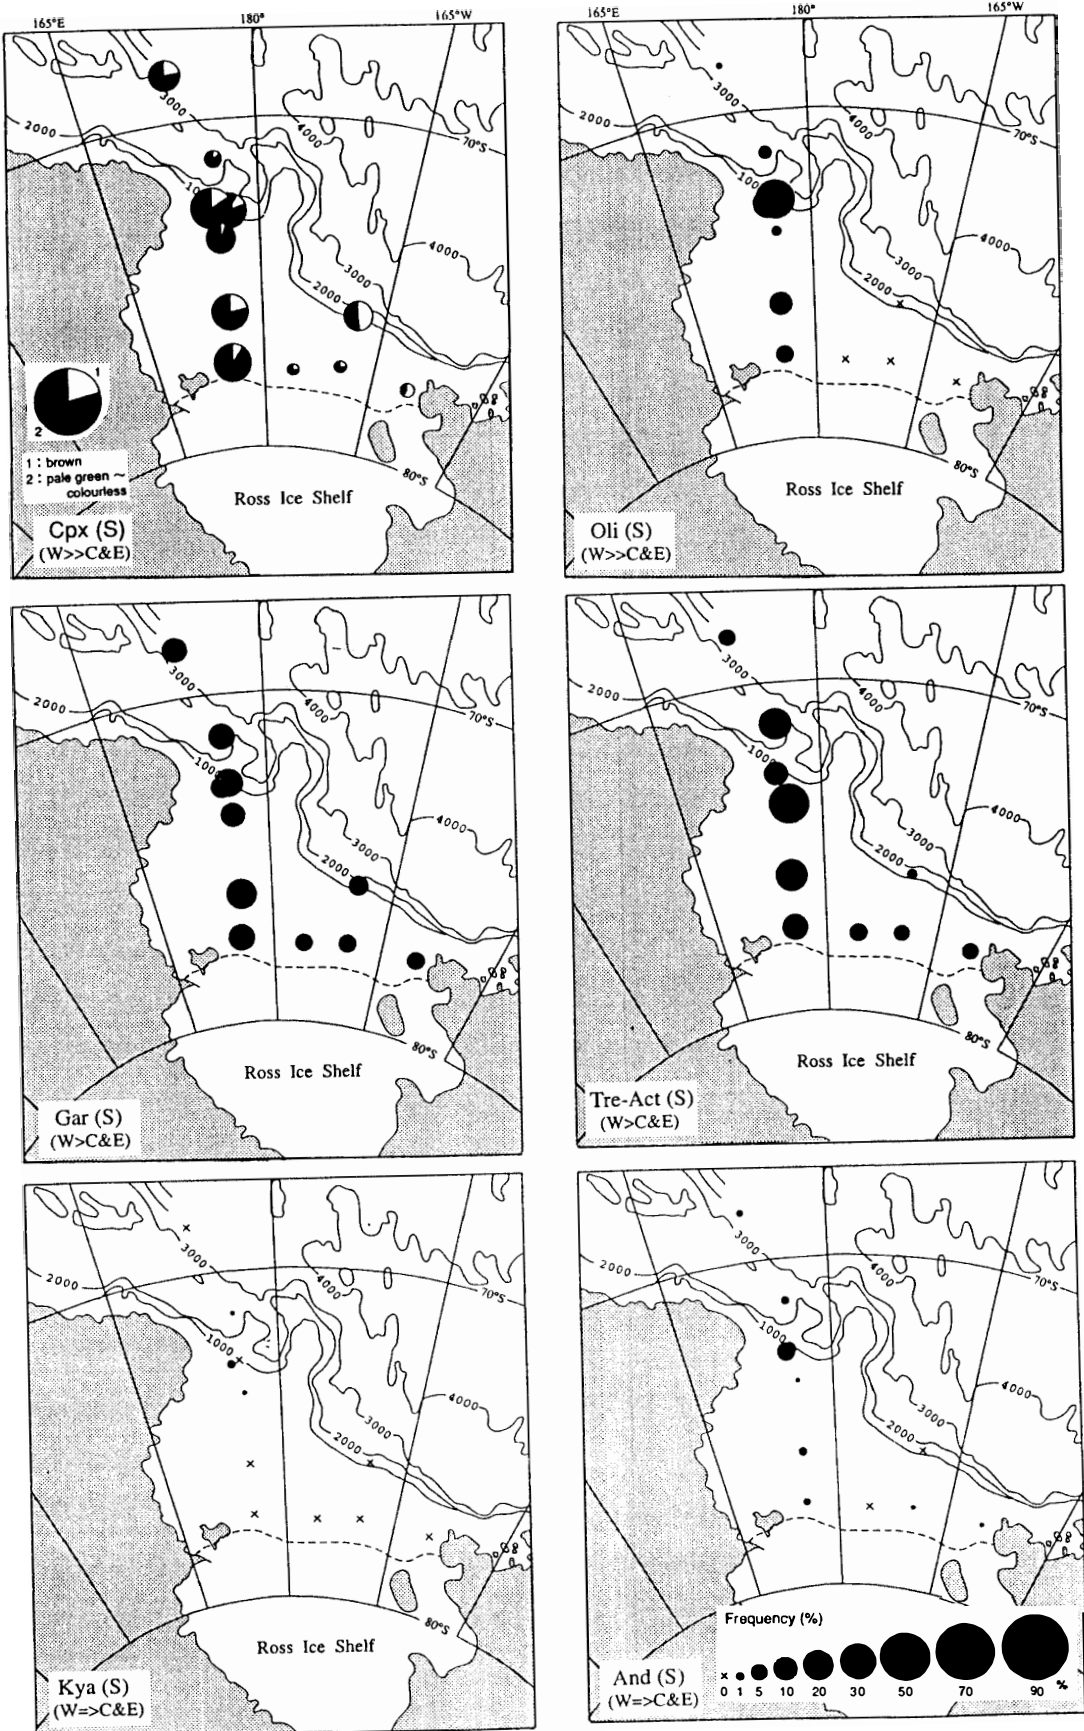 165°E 180° 165°W
2000
3000
4000
70°S
100
4000
3000
2000
1
2
1 : brown
2 : pale green ~
colourless
80°S
Ross Ice Shelf
Cpx (S)
(W>>C&E)
165°E 180° 165°W
2000
3000
4000
70°S
100
4000
3000
2000
80°S
Ross Ice Shelf
Oli (S)
(W>>C&E)
3000
2000
4000
70°S
1000
4000
3000
2000
80°S
Ross Ice Shelf
Gar (S)
(W>C&E)
3000
2000
4000
70°S
1000
4000
3000
2000
80°S
Ross Ice Shelf
Tre-Act (S)
(W>C&E)
3000
2000
4000
70°S
1000
4000
3000
2000
80°S
Ross Ice Shelf
Kya (S)
(W=>C&E)
3000
2000
4000
70°S
1000
4000
3000
2000
Frequency (%)
0 1 5 10 20 30 50 70 90 %
And (S)
(W=>C&E)